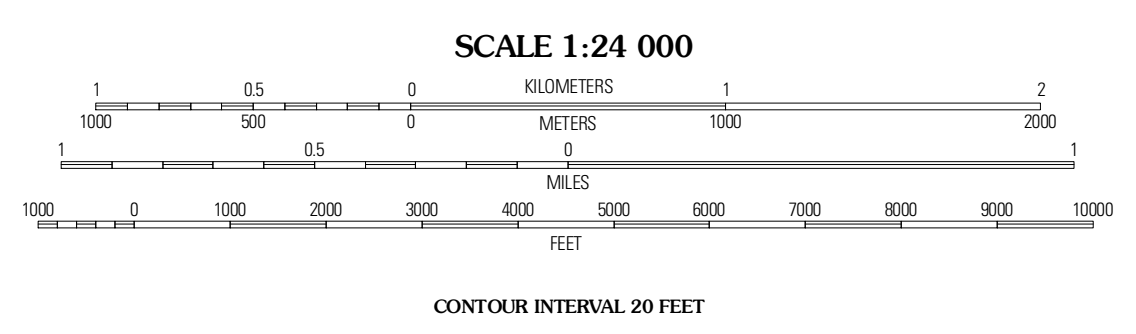 SCALE 1:24 000
KILOMETERS
1 0.5 0 1 2
1000 500 0 METERS 1000 2000
1 0.5 0 1
MILES
1000 0 1000 2000 3000 4000 5000 6000 7000 8000 9000 10000
FEET
CONTOUR INTERVAL 20 FEET